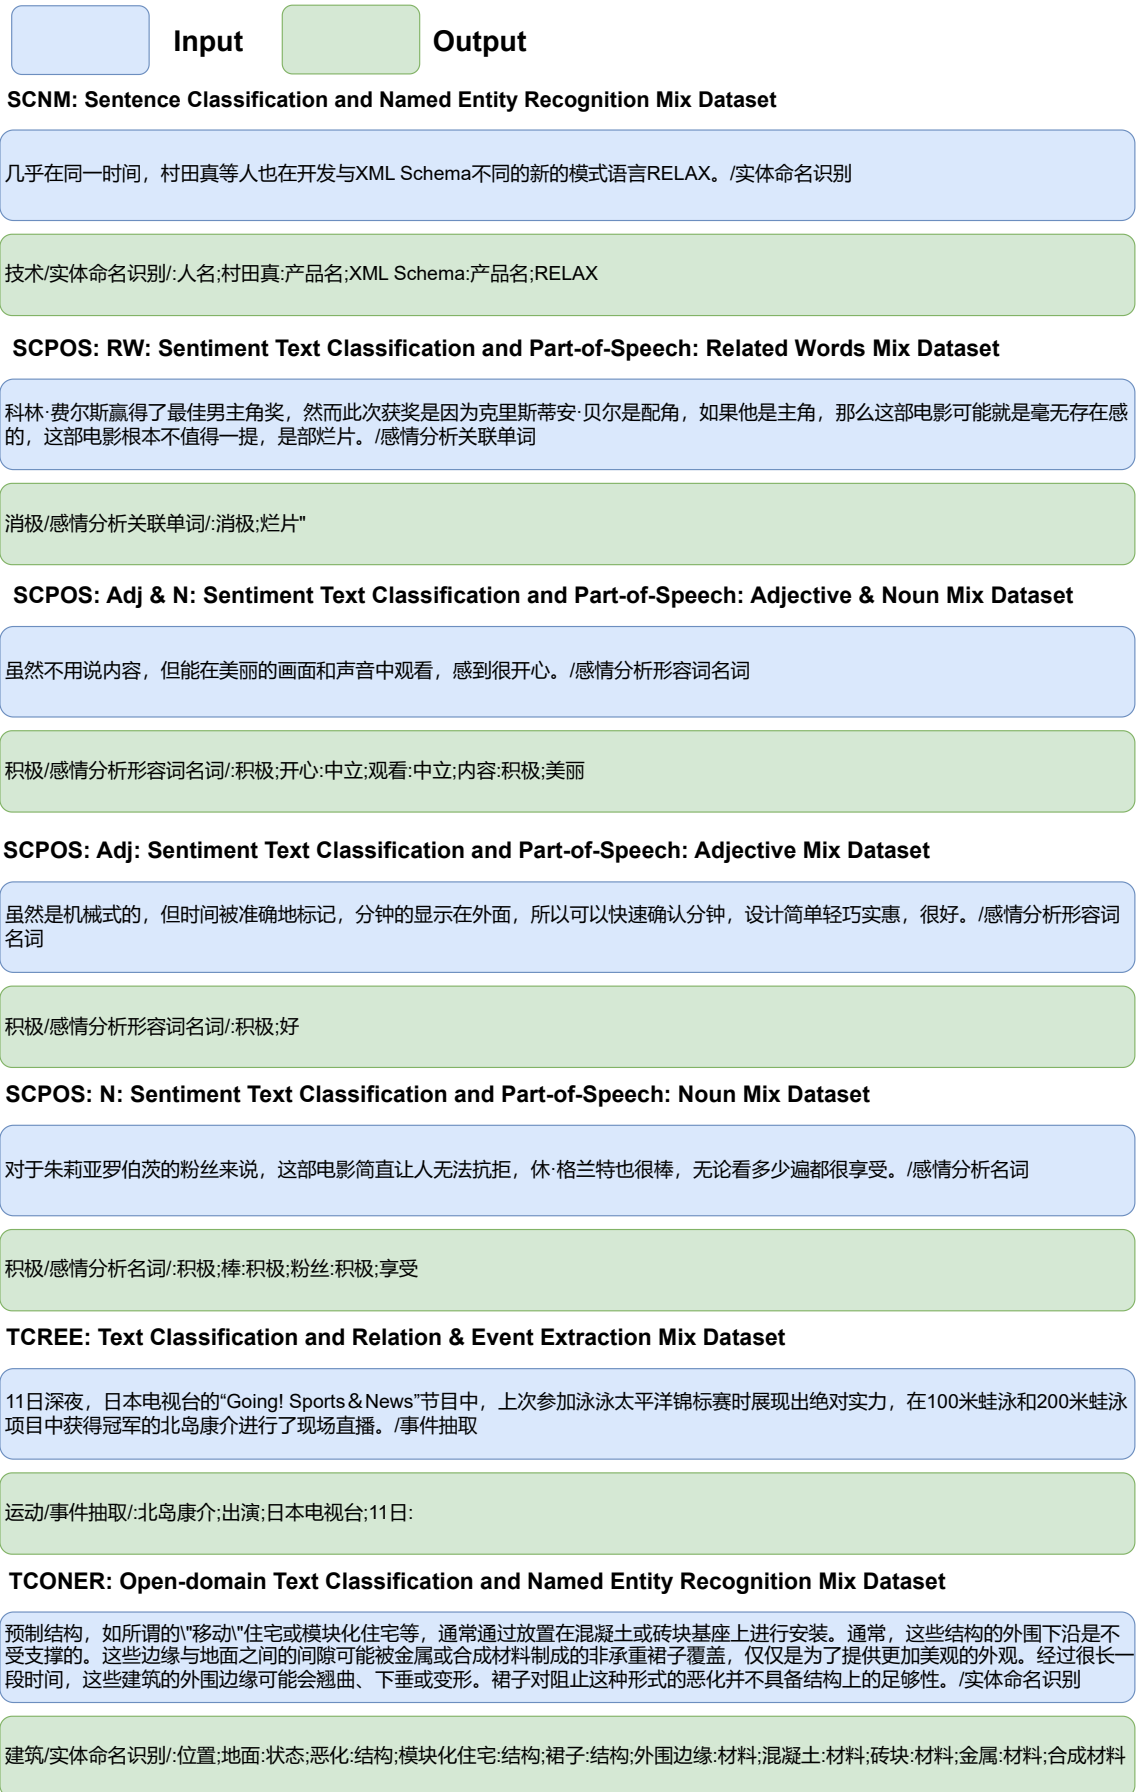 Input
Output
SCNM: Sentence Classification and Named Entity Recognition Mix Dataset
几乎在同一时间，村田真等人也在开发与XML Schema不同的新的模式语言RELAX。/实体命名识别
技术/实体命名识别/:人名;村田真:产品名;XML Schema:产品名;RELAX
SCPOS: RW: Sentiment Text Classification and Part-of-Speech: Related Words Mix Dataset
科林·费尔斯赢得了最佳男主角奖，然而此次获奖是因为克里斯蒂安·贝尔是配角，如果他是主角，那么这部电影可能就是毫无存在感
的，这部电影根本不值得一提，是部烂片。/感情分析关联单词
消极/感情分析关联单词/:消极;烂片"
SCPOS: Adj & N: Sentiment Text Classification and Part-of-Speech: Adjective & Noun Mix Dataset
虽然不用说内容，但能在美丽的画面和声音中观看，感到很开心。/感情分析形容词名词
积极/感情分析形容词名词/:积极;开心:中立;观看:中立;内容:积极;美丽
SCPOS: Adj: Sentiment Text Classification and Part-of-Speech: Adjective Mix Dataset
虽然是机械式的，但时间被准确地标记，分钟的显示在外面，所以可以快速确认分钟，设计简单轻巧实惠，很好。/感情分析形容词
名词
积极/感情分析形容词名词/:积极;好
SCPOS: N: Sentiment Text Classification and Part-of-Speech: Noun Mix Dataset
对于朱莉亚罗伯茨的粉丝来说，这部电影简直让人无法抗拒，休·格兰特也很棒，无论看多少遍都很享受。/感情分析名词
积极/感情分析名词/:积极;棒:积极;粉丝:积极;享受
TCREE: Text Classification and Relation & Event Extraction Mix Dataset
11日深夜，日本电视台的“Going! Sports＆News”节目中，上次参加泳泳太平洋锦标赛时展现出绝对实力，在100米蛙泳和200米蛙泳
项目中获得冠军的北岛康介进行了现场直播。/事件抽取
运动/事件抽取/:北岛康介;出演;日本电视台;11日:
TCONER: Open-domain Text Classification and Named Entity Recognition Mix Dataset
预制结构，如所谓的\"移动\"住宅或模块化住宅等，通常通过放置在混凝土或砖块基座上进行安装。通常，这些结构的外围下沿是不
受支撑的。这些边缘与地面之间的间隙可能被金属或合成材料制成的非承重裙子覆盖，仅仅是为了提供更加美观的外观。经过很长一
段时间，这些建筑的外围边缘可能会翘曲、下垂或变形。裙子对阻止这种形式的恶化并不具备结构上的足够性。/实体命名识别
建筑/实体命名识别/:位置;地面:状态;恶化:结构;模块化住宅:结构;裙子:结构;外围边缘:材料;混凝土:材料;砖块:材料;金属:材料;合成材料